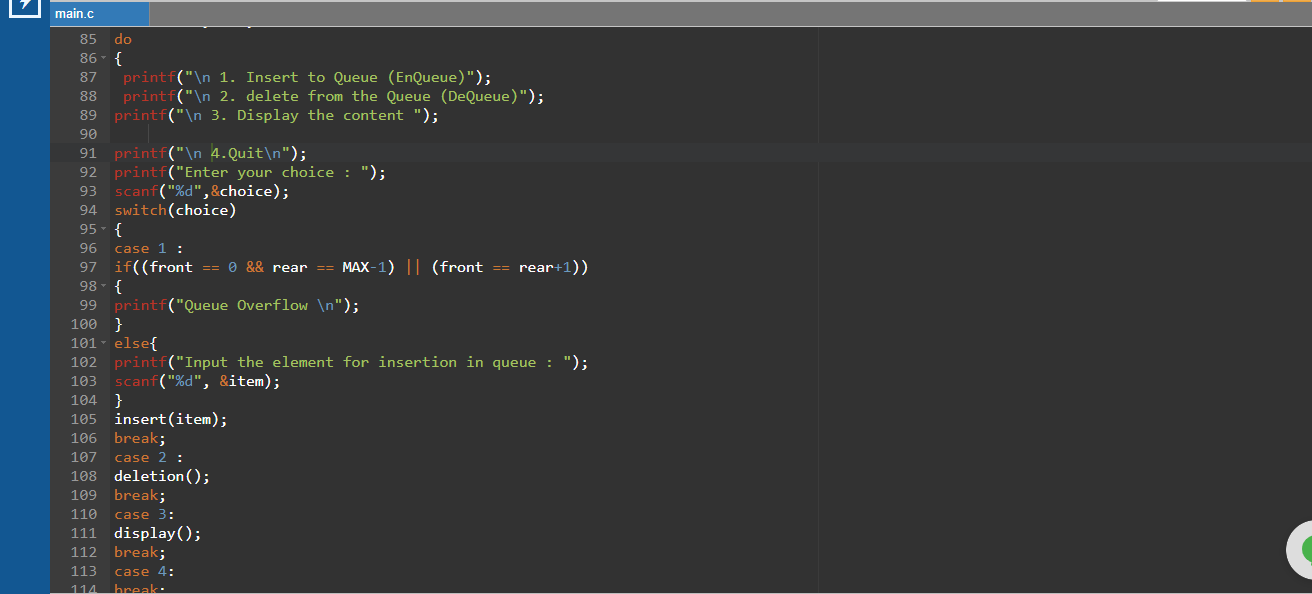 main.c
85 do
86 {
87 printf("\n 1. Insert to Queue (EnQueue)");
88 printf("\n 2. delete from the Queue (DeQueue)");
89 printf("\n 3. Display the content ");
90
91 printf("\n 4.Quit\n");
92 printf("Enter your choice : ");
93 scanf("%d",&choice);
94 switch(choice)
95 {
96 case 1 :
97 if((front == 0 && rear == MAX-1) || (front == rear+1))
98 {
99 printf("Queue Overflow \n");
100 }
101 else{
102 printf("Input the element for insertion in queue : ");
103 scanf("%d", &item);
104 }
105 insert(item);
106 break;
107 case 2 :
108 deletion();
109 break;
110 case 3:
111 display();
112 break;
113 case 4:
114 break;